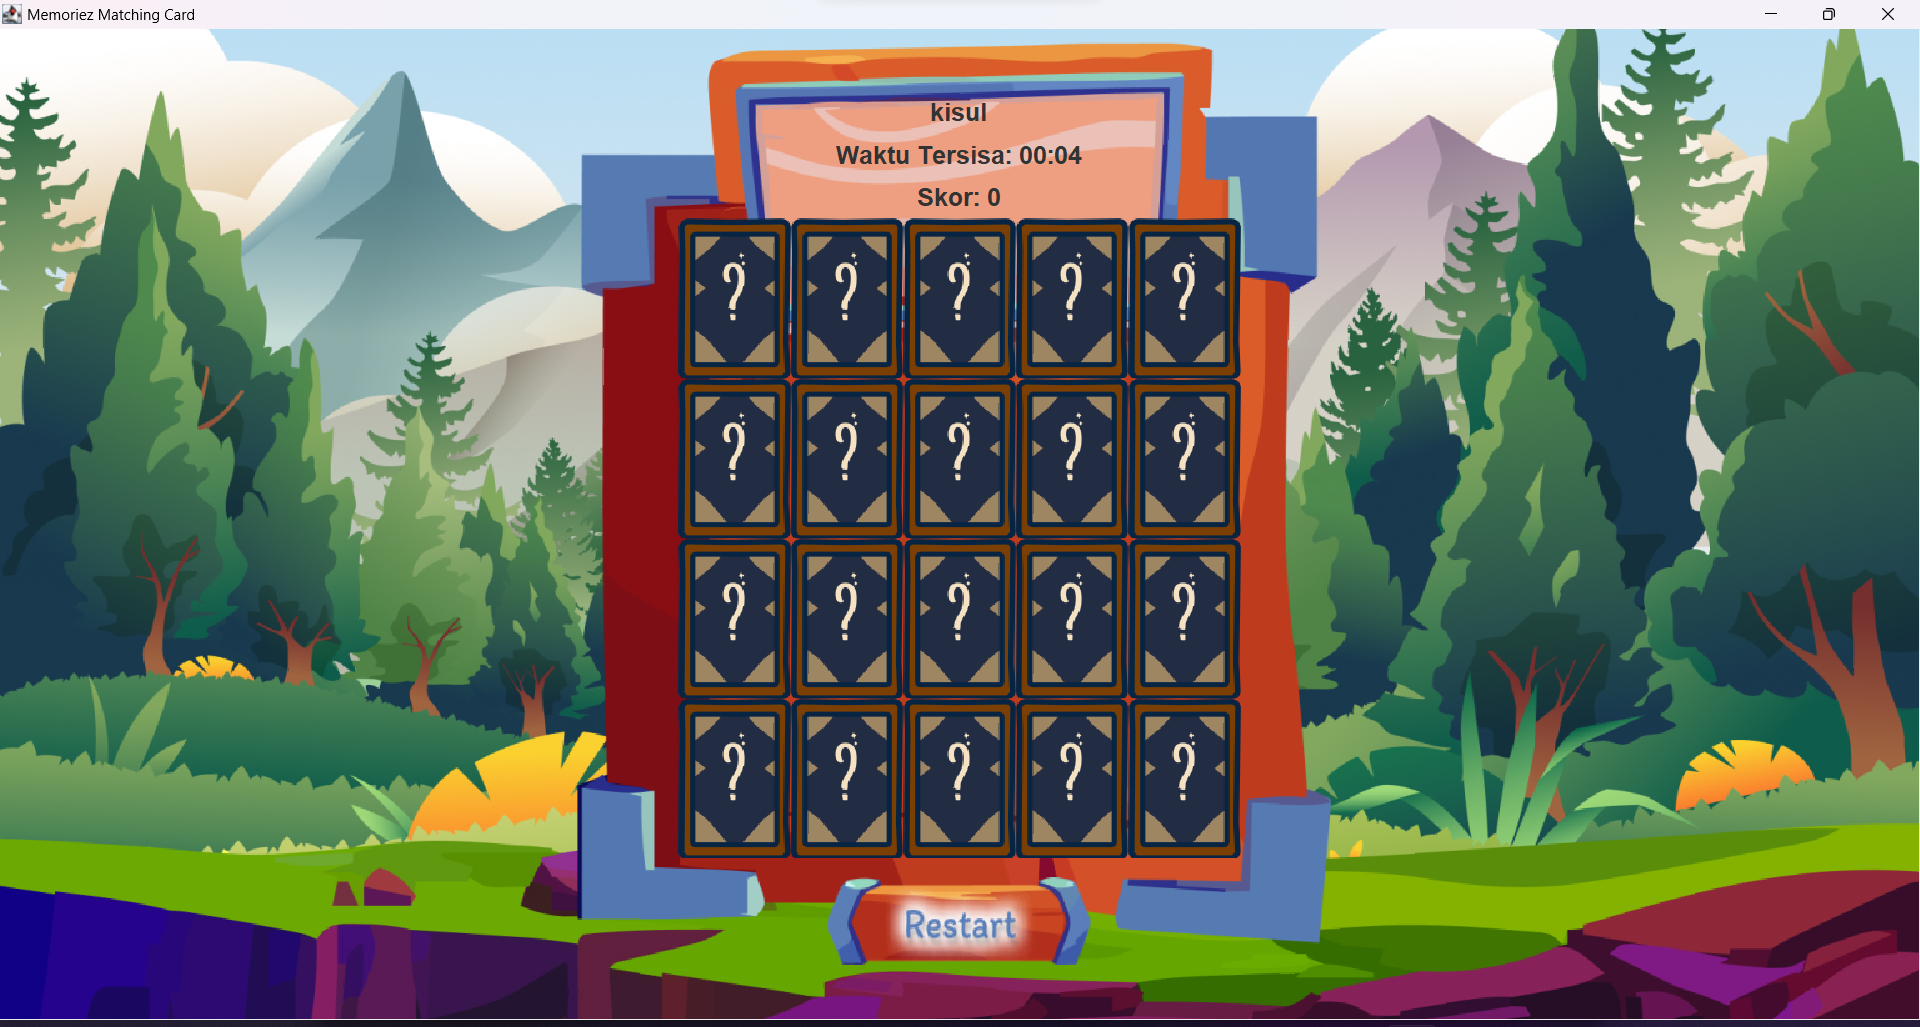 Memoriez Matching Card
kisul
Waktu Tersisa: 00:04
Skor: 0
? ? ? ? ?
? ? ? ? ?
? ? ? ? ?
? ? ? ? ?
Restart